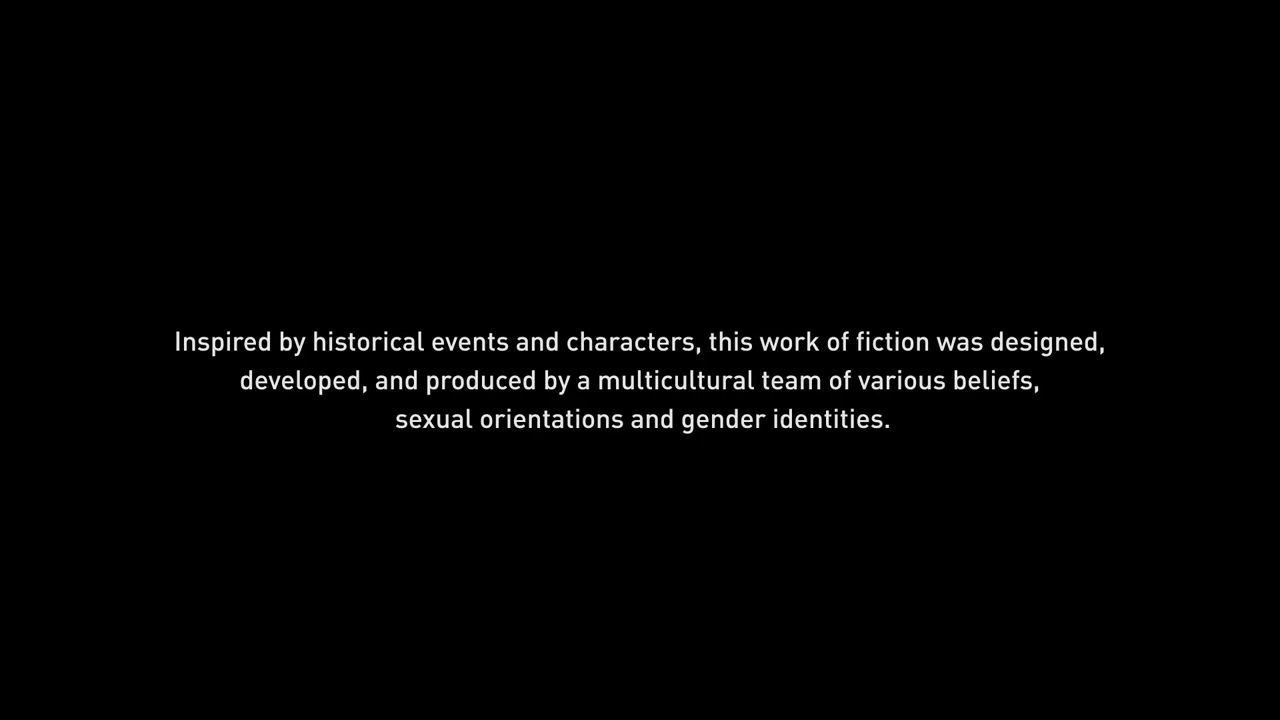 Inspired by historical events and characters, this work of fiction was designed,
developed, and produced by a multicultural team of various beliefs,
sexual orientations and gender identities.